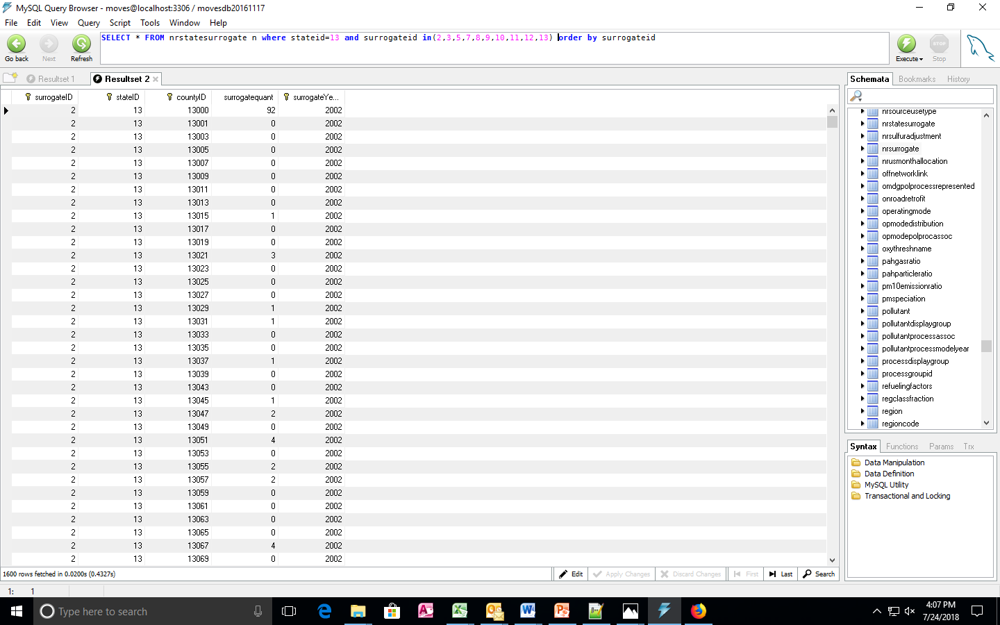 MySQL Query Browser - moves@localhost:3306 / movesdb20161117
File Edit View Query Script Tools Window Help
Go back Next Refresh
SELECT * FROM nrstatesurrogate n where stateid=13 and surrogateid in(2,3,5,7,8,9,10,11,12,13) order by surrogateid
Execute Stop
Resultset 1 Resultset 2
surrogateID stateID countyID surrogatequant surrogateYe...
2 13 13000 92 2002
2 13 13001 0 2002
2 13 13003 0 2002
2 13 13005 0 2002
2 13 13007 0 2002
2 13 13009 0 2002
2 13 13011 0 2002
2 13 13013 0 2002
2 13 13015 1 2002
2 13 13017 0 2002
2 13 13019 0 2002
2 13 13021 3 2002
2 13 13023 0 2002
2 13 13025 0 2002
2 13 13027 0 2002
2 13 13029 1 2002
2 13 13031 1 2002
2 13 13033 0 2002
2 13 13035 0 2002
2 13 13037 1 2002
2 13 13039 0 2002
2 13 13043 0 2002
2 13 13045 1 2002
2 13 13047 2 2002
2 13 13049 0 2002
2 13 13051 4 2002
2 13 13053 0 2002
2 13 13055 2 2002
2 13 13057 2 2002
2 13 13059 0 2002
2 13 13061 0 2002
2 13 13063 0 2002
2 13 13065 0 2002
2 13 13067 4 2002
2 13 13069 0 2002
1600 rows fetched in 0.0200s (0.4327s)
Edit Apply Changes Discard Changes First Last Search
1: 1
Schemata Bookmarks History
nrsourceusetype
nrstatesurrogate
nrsulfuradjustment
nrsurrogate
nrusmonthallocation
offnetworklink
omdgpolprocessrepresented
onroadretrofit
operatingmode
opmodedistribution
opmodepolprocassoc
oxythreshname
pahgasratio
pahparticleratio
pm10emissionratio
pmspeciation
pollutant
pollutantdisplaygroup
pollutantprocessassoc
pollutantprocessmodelyear
processdisplaygroup
processgroupid
refuelingfactors
regclassfraction
region
regioncode
Syntax Functions Params Trx
Data Manipulation
Data Definition
MySQL Utility
Transactional and Locking
Type here to search
4:07 PM
7/24/2018